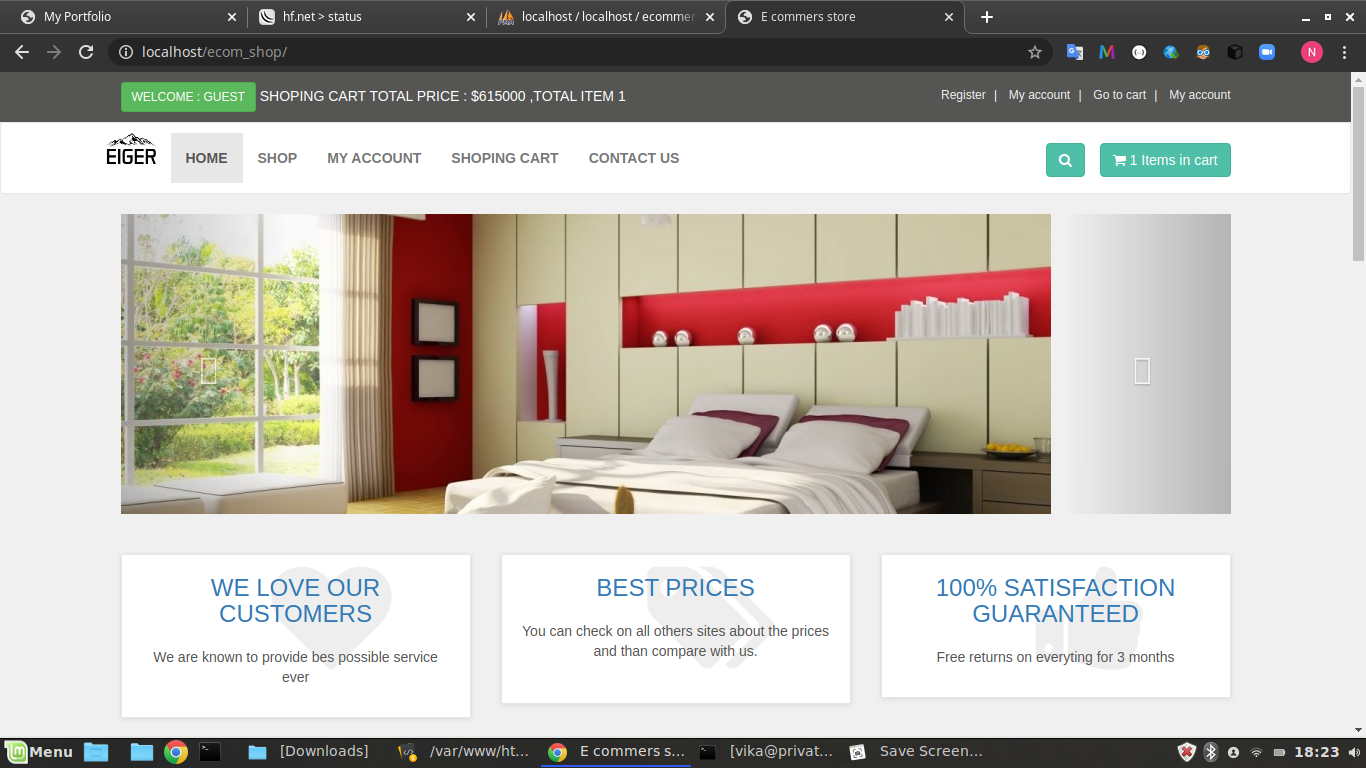 My Portfolio
hf.net > status
localhost / localhost / ecommer
E commers store
localhost/ecom_shop/
N
WELCOME : GUEST
SHOPING CART TOTAL PRICE : $615000 ,TOTAL ITEM 1
Register | My account | Go to cart | My account
EIGER
HOME
SHOP
MY ACCOUNT
SHOPING CART
CONTACT US
1 Items in cart
WE LOVE OUR
CUSTOMERS
We are known to provide bes possible service
ever
BEST PRICES
You can check on all others sites about the prices
and than compare with us.
100% SATISFACTION
GUARANTEED
Free returns on everyting for 3 months
Menu
[Downloads]
/var/www/ht...
E commers s...
[vika@privat...
Save Screen...
18:23